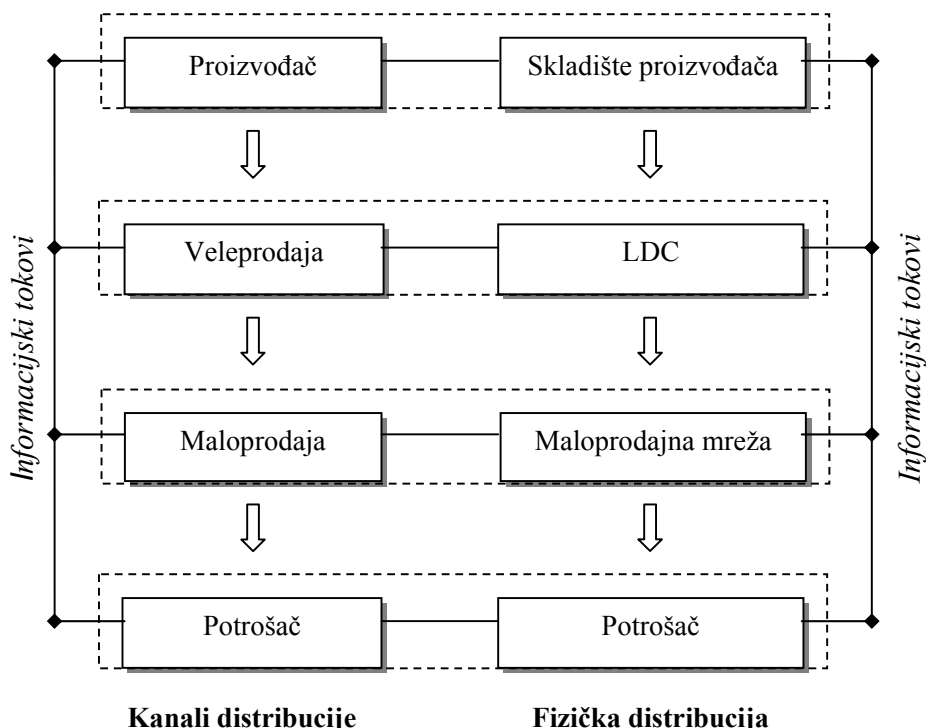 Proizvođač
Skladište proizvođača
Veleprodaja
LDC
Informacijski tokovi
Informacijski tokovi
Maloprodaja
Maloprodajna mreža
Potrošač
Potrošač
Kanali distribucije
Fizička distribucija